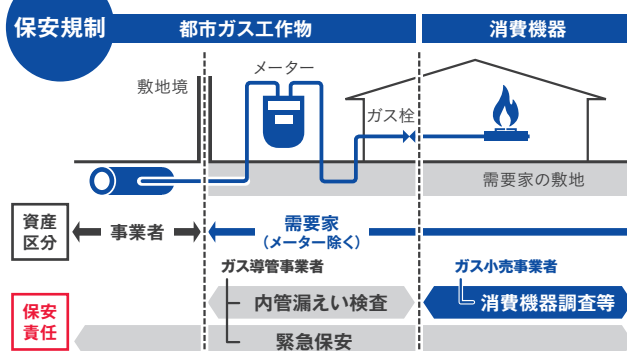 保安規制
都市ガス工作物
消費機器
敷地境
メーター
ガス栓
需要家の敷地
資産
区分
事業者
需要家
(メーター除く)
ガス導管事業者
ガス小売事業者
保安
責任
内管漏えい検査
消費機器調査等
緊急保安